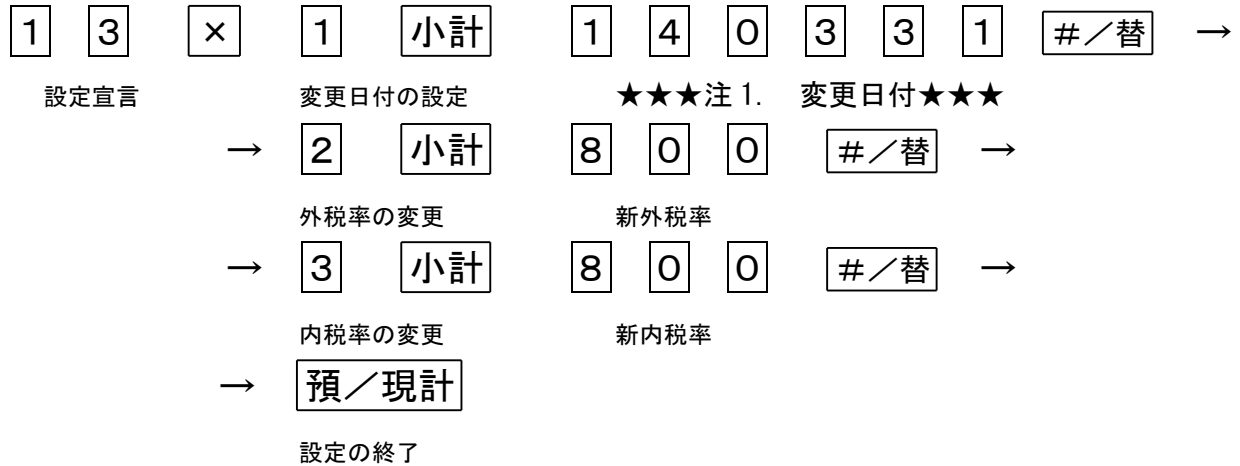 １ ３ × １ 小計 １ ４ ０ ３ ３ １ ＃／替 →
設定宣言 変更日付の設定 ★★★注 1. 変更日付★★★
→ ２ 小計 ８ ０ ０ ＃／替 →
外税率の変更 新外税率
→ ３ 小計 ８ ０ ０ ＃／替 →
内税率の変更 新内税率
→ 預／現計
設定の終了